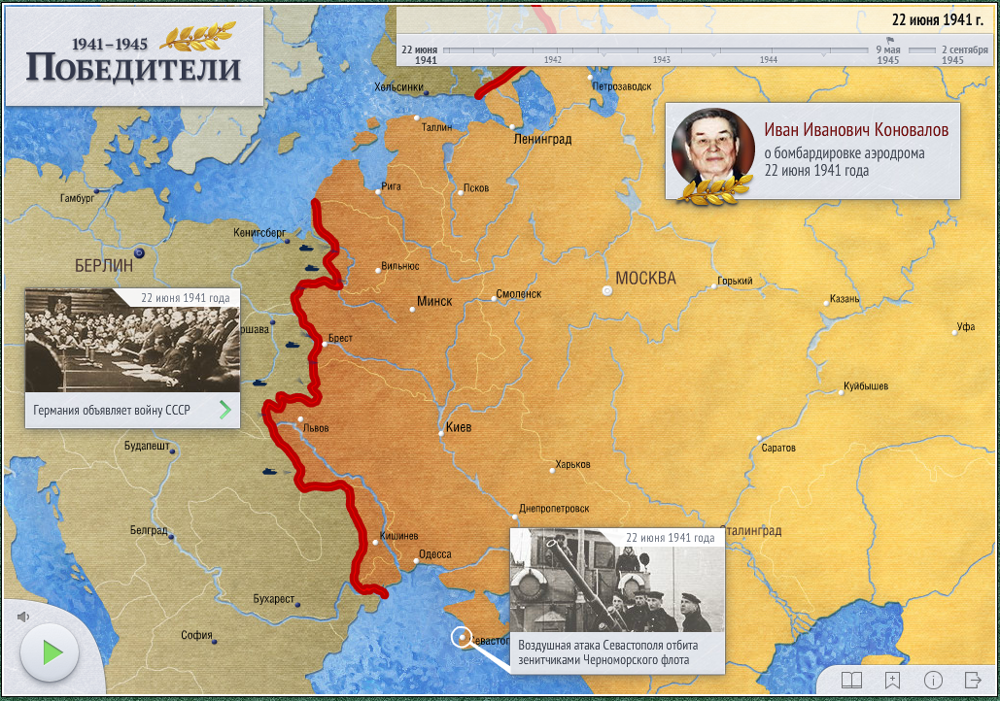 1941–1945
ПОБЕДИТЕЛИ
22 июня 1941 г.
22 июня
1941
1942
1943
1944
9 мая
1945
2 сентября
1945
Хельсинки
Петрозаводск
Таллин
Ленинград
Иван Иванович Коновалов
о бомбардировке аэродрома
22 июня 1941 года
Рига
Псков
Гамбург
Кенигсберг
БЕРЛИН
Вильнюс
МОСКВА
Горький
Смоленск
Минск
Казань
22 июня 1941 года
ршава
Брест
Уфа
Куйбышев
Германия объявляет войну СССР
Львов
Киев
Будапешт
Саратов
Харьков
Днепропетровск
Белград
Кишинев
22 июня 1941 года
талинград
Одесса
Бухарест
София
Севастоп
Воздушная атака Севастополя отбита
зенитчиками Черноморского флота